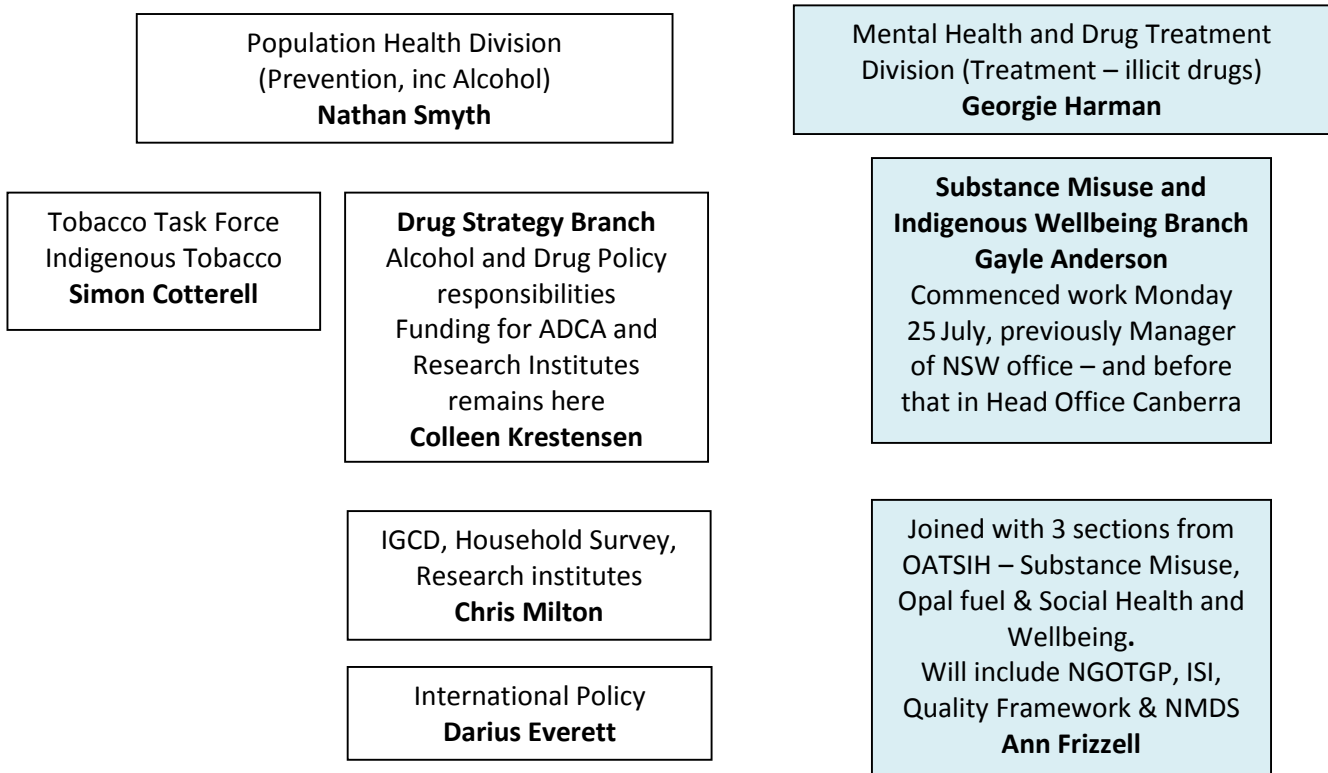 Population Health Division
(Prevention, inc Alcohol)
Nathan Smyth
Mental Health and Drug Treatment
Division (Treatment – illicit drugs)
Georgie Harman
Tobacco Task Force
Indigenous Tobacco
Simon Cotterell
Drug Strategy Branch
Alcohol and Drug Policy
responsibilities
Funding for ADCA and
Research Institutes
remains here
Colleen Krestensen
Substance Misuse and
Indigenous Wellbeing Branch
Gayle Anderson
Commenced work Monday
25 July, previously Manager
of NSW office – and before
that in Head Office Canberra
IGCD, Household Survey,
Research institutes
Chris Milton
International Policy
Darius Everett
Joined with 3 sections from
OATSIH – Substance Misuse,
Opal fuel & Social Health and
Wellbeing.
Will include NGOTGP, ISI,
Quality Framework & NMDS
Ann Frizzell